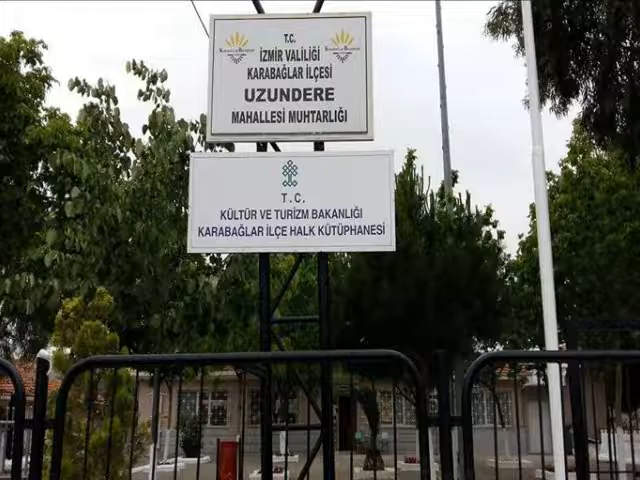 T.C.
İZMİR VALİLİĞİ
KARABAĞLAR İLÇESİ
UZUNDERE
MAHALLESİ MUHTARLIĞI
T.C.
KÜLTÜR VE TURİZM BAKANLIĞI
KARABAĞLAR İLÇE HALK KÜTÜPHANESİ